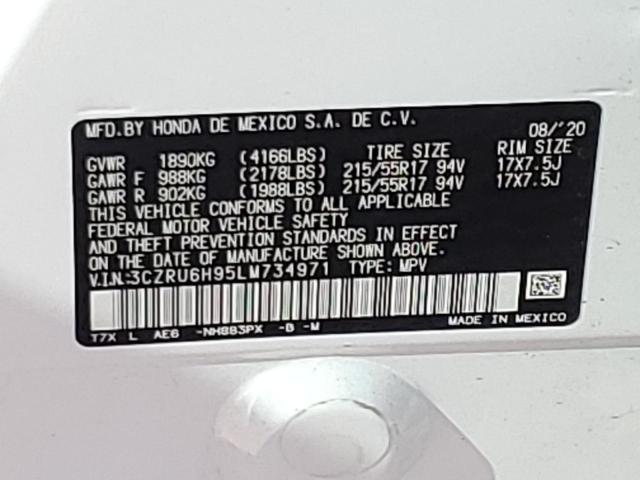 MFD.BY HONDA DE MEXICO S.A. DE C.V. 08/'20
GVWR 1890KG (4166LBS) TIRE SIZE RIM SIZE
GAWR F 988KG (2178LBS) 215/55R17 94V 17X7.5J
GAWR R 902KG (1988LBS) 215/55R17 94V 17X7.5J
THIS VEHICLE CONFORMS TO ALL APPLICABLE
FEDERAL MOTOR VEHICLE SAFETY
AND THEFT PREVENTION STANDARDS IN EFFECT
ON THE DATE OF MANUFACTURE SHOWN ABOVE.
V.I.N:3CZRU6H95LM734971 TYPE: MPV
T7X L AE6 -NH883PX -B -M MADE IN MEXICO